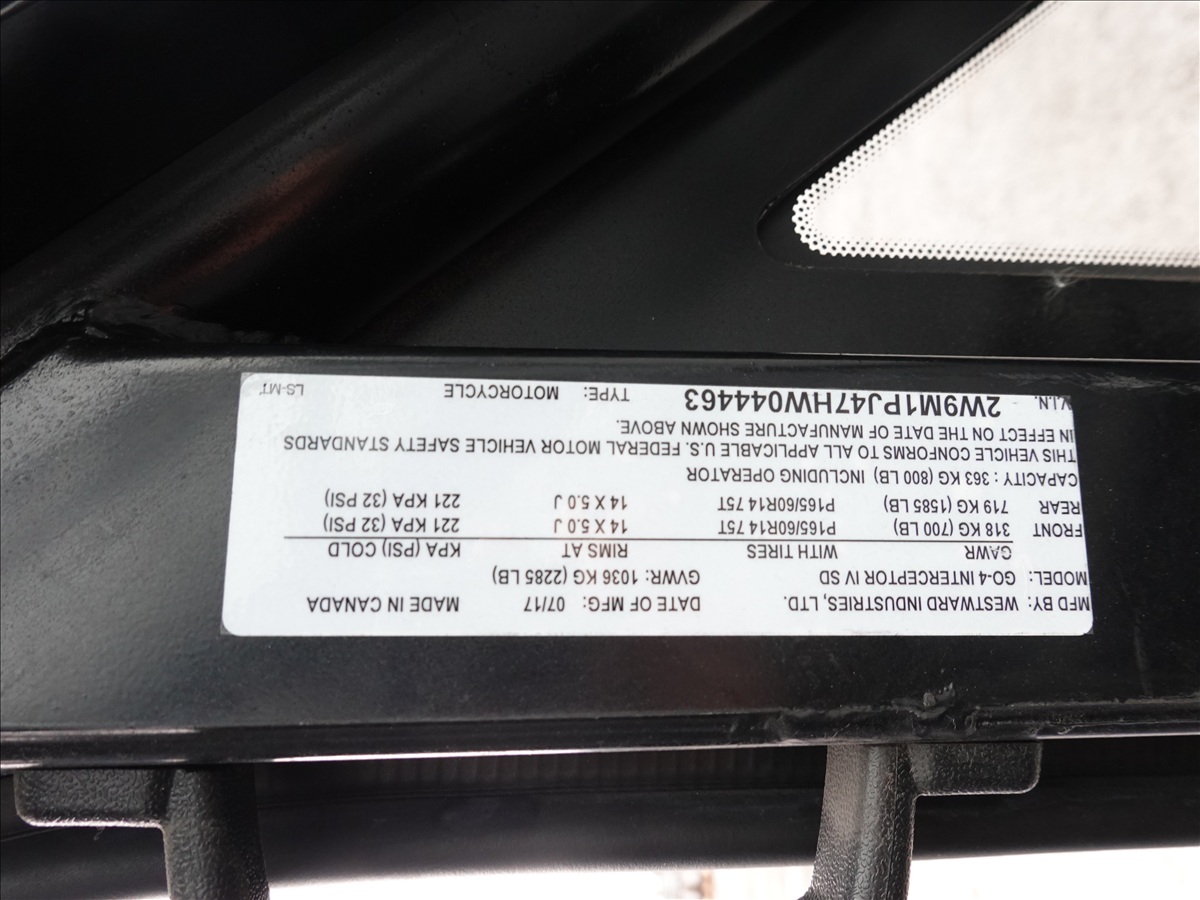 MFD BY: WESTWARD INDUSTRIES, LTD. DATE OF MFG: 07/17 MADE IN CANADA
MODEL: GO-4 INTERCEPTOR IV SD GVWR: 1036 KG (2285 LB)
GAWR WITH TIRES RIMS AT KPA (PSI) COLD
FRONT 318 KG (700 LB) P165/60R14 75T 14 X 5.0 J 221 KPA (32 PSI)
REAR 719 KG (1585 LB) P165/60R14 75T 14 X 5.0 J 221 KPA (32 PSI)
CAPACITY : 363 KG (800 LB) INCLUDING OPERATOR
THIS VEHICLE CONFORMS TO ALL APPLICABLE U.S. FEDERAL MOTOR VEHICLE SAFETY STANDARDS
IN EFFECT ON THE DATE OF MANUFACTURE SHOWN ABOVE.
V.I.N. 2W9M1PJ47HW044463 TYPE: MOTORCYCLE LS-MT